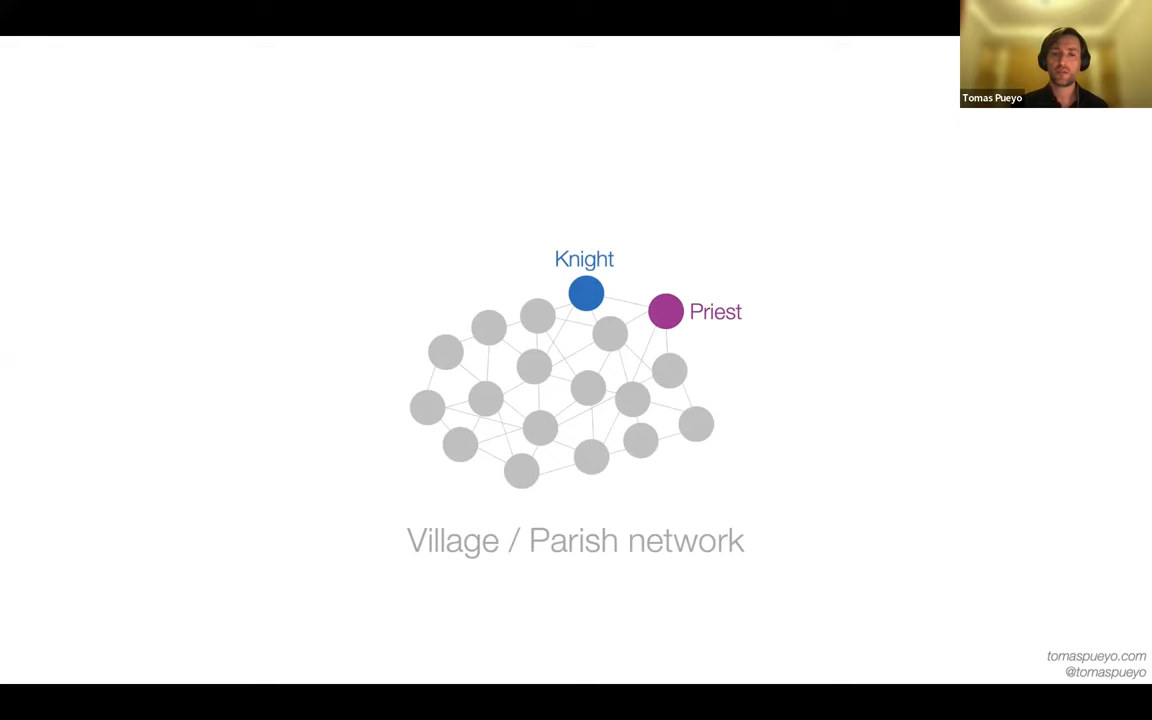 Tomas Pueyo
Knight
Priest
Village / Parish network
tomaspueyo.com
@tomaspueyo